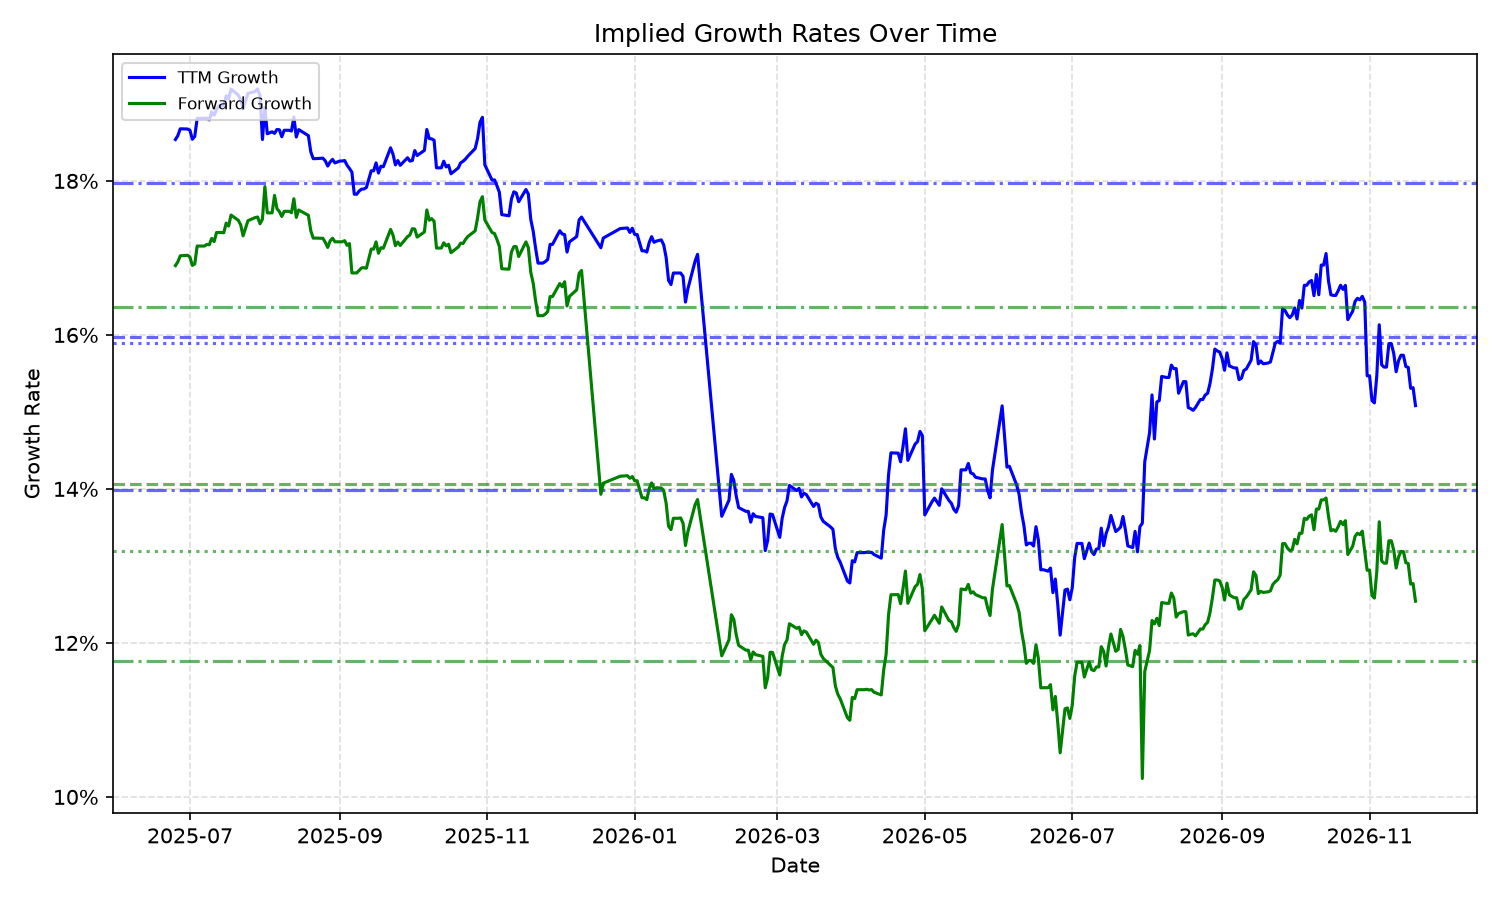 Implied Growth Rates Over Time
TTM Growth
Forward Growth
18%
16%
14%
12%
10%
Growth Rate
2025-07 2025-09 2025-11 2026-01 2026-03 2026-05 2026-07 2026-09 2026-11
Date